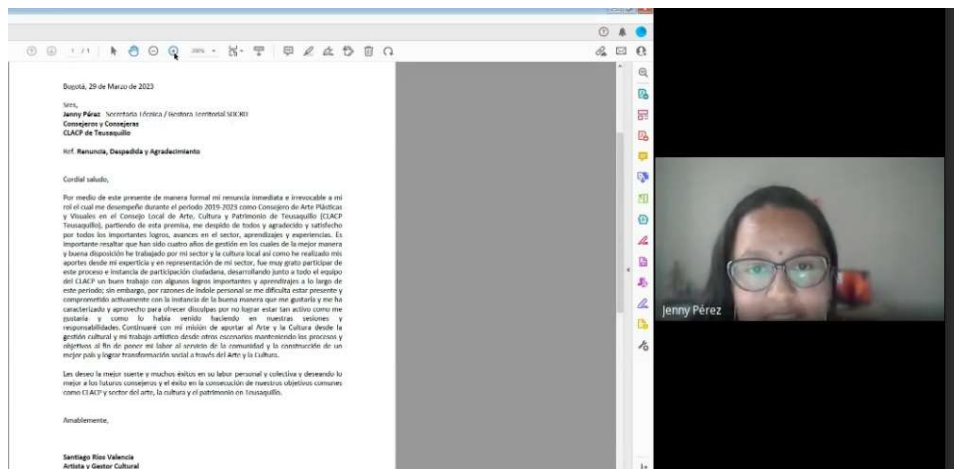 1 / 1
Bogotá, 29 de Marzo de 2023
Sres,
Jenny Pérez Secretaria Técnica / Gestora Territorial SDCRD
Consejeros y Consejeras
CLACP de Teusaquillo
Ref. Renuncia, Despedida y Agradecimiento
Cordial saludo,
Por medio de este presente de manera formal mi renuncia inmediata e irrevocable a mi
rol el cual me desempeñe durante el periodo 2019-2023 como Consejero de Arte Plásticas
y Visuales en el Consejo Local de Arte, Cultura y Patrimonio de Teusaquillo (CLACP
Teusaquillo), partiendo de esta premisa, me despido de todos y agradecido y satisfecho
por todos los importantes logros, avances en el sector, aprendizajes y experiencias. Es
importante resaltar que han sido cuatro años de gestión en los cuales de la mejor manera
y buena disposición he trabajado por mi sector y la cultura local así como he realizado mis
aportes desde mi experticia y en representación de mi sector, fue muy grato participar de
este proceso e instancia de participación ciudadana, desarrollando junto a todo el equipo
del CLACP un buen trabajo con algunos logros importantes y aprendizajes a lo largo de
este periodo; sin embargo, por razones de índole personal se me dificulta estar presente y
comprometido activamente con la instancia de la buena manera que me gustaría y me ha
caracterizado y aprovecho para ofrecer disculpas por no lograr estar tan activo como me
gustaría y como lo había venido haciendo en nuestras sesiones y
responsabilidades. Continuaré con mi misión de aportar al Arte y la Cultura desde la
gestión cultural y mi trabajo artístico desde otros escenarios manteniendo los procesos y
objetivos al fin de poner mi labor al servicio de la comunidad y la construcción de un
mejor país y lograr transformación social a través del Arte y la Cultura.
Les deseo la mejor suerte y muchos éxitos en su labor personal y colectiva y deseando lo
mejor a los futuros consejeros y el éxito en la consecución de nuestros objetivos comunes
como CLACP y sector del arte, la cultura y el patrimonio en Teusaquillo.
Amablemente,
Santiago Ríos Valencia
Artista y Gestor Cultural
Jenny Pérez